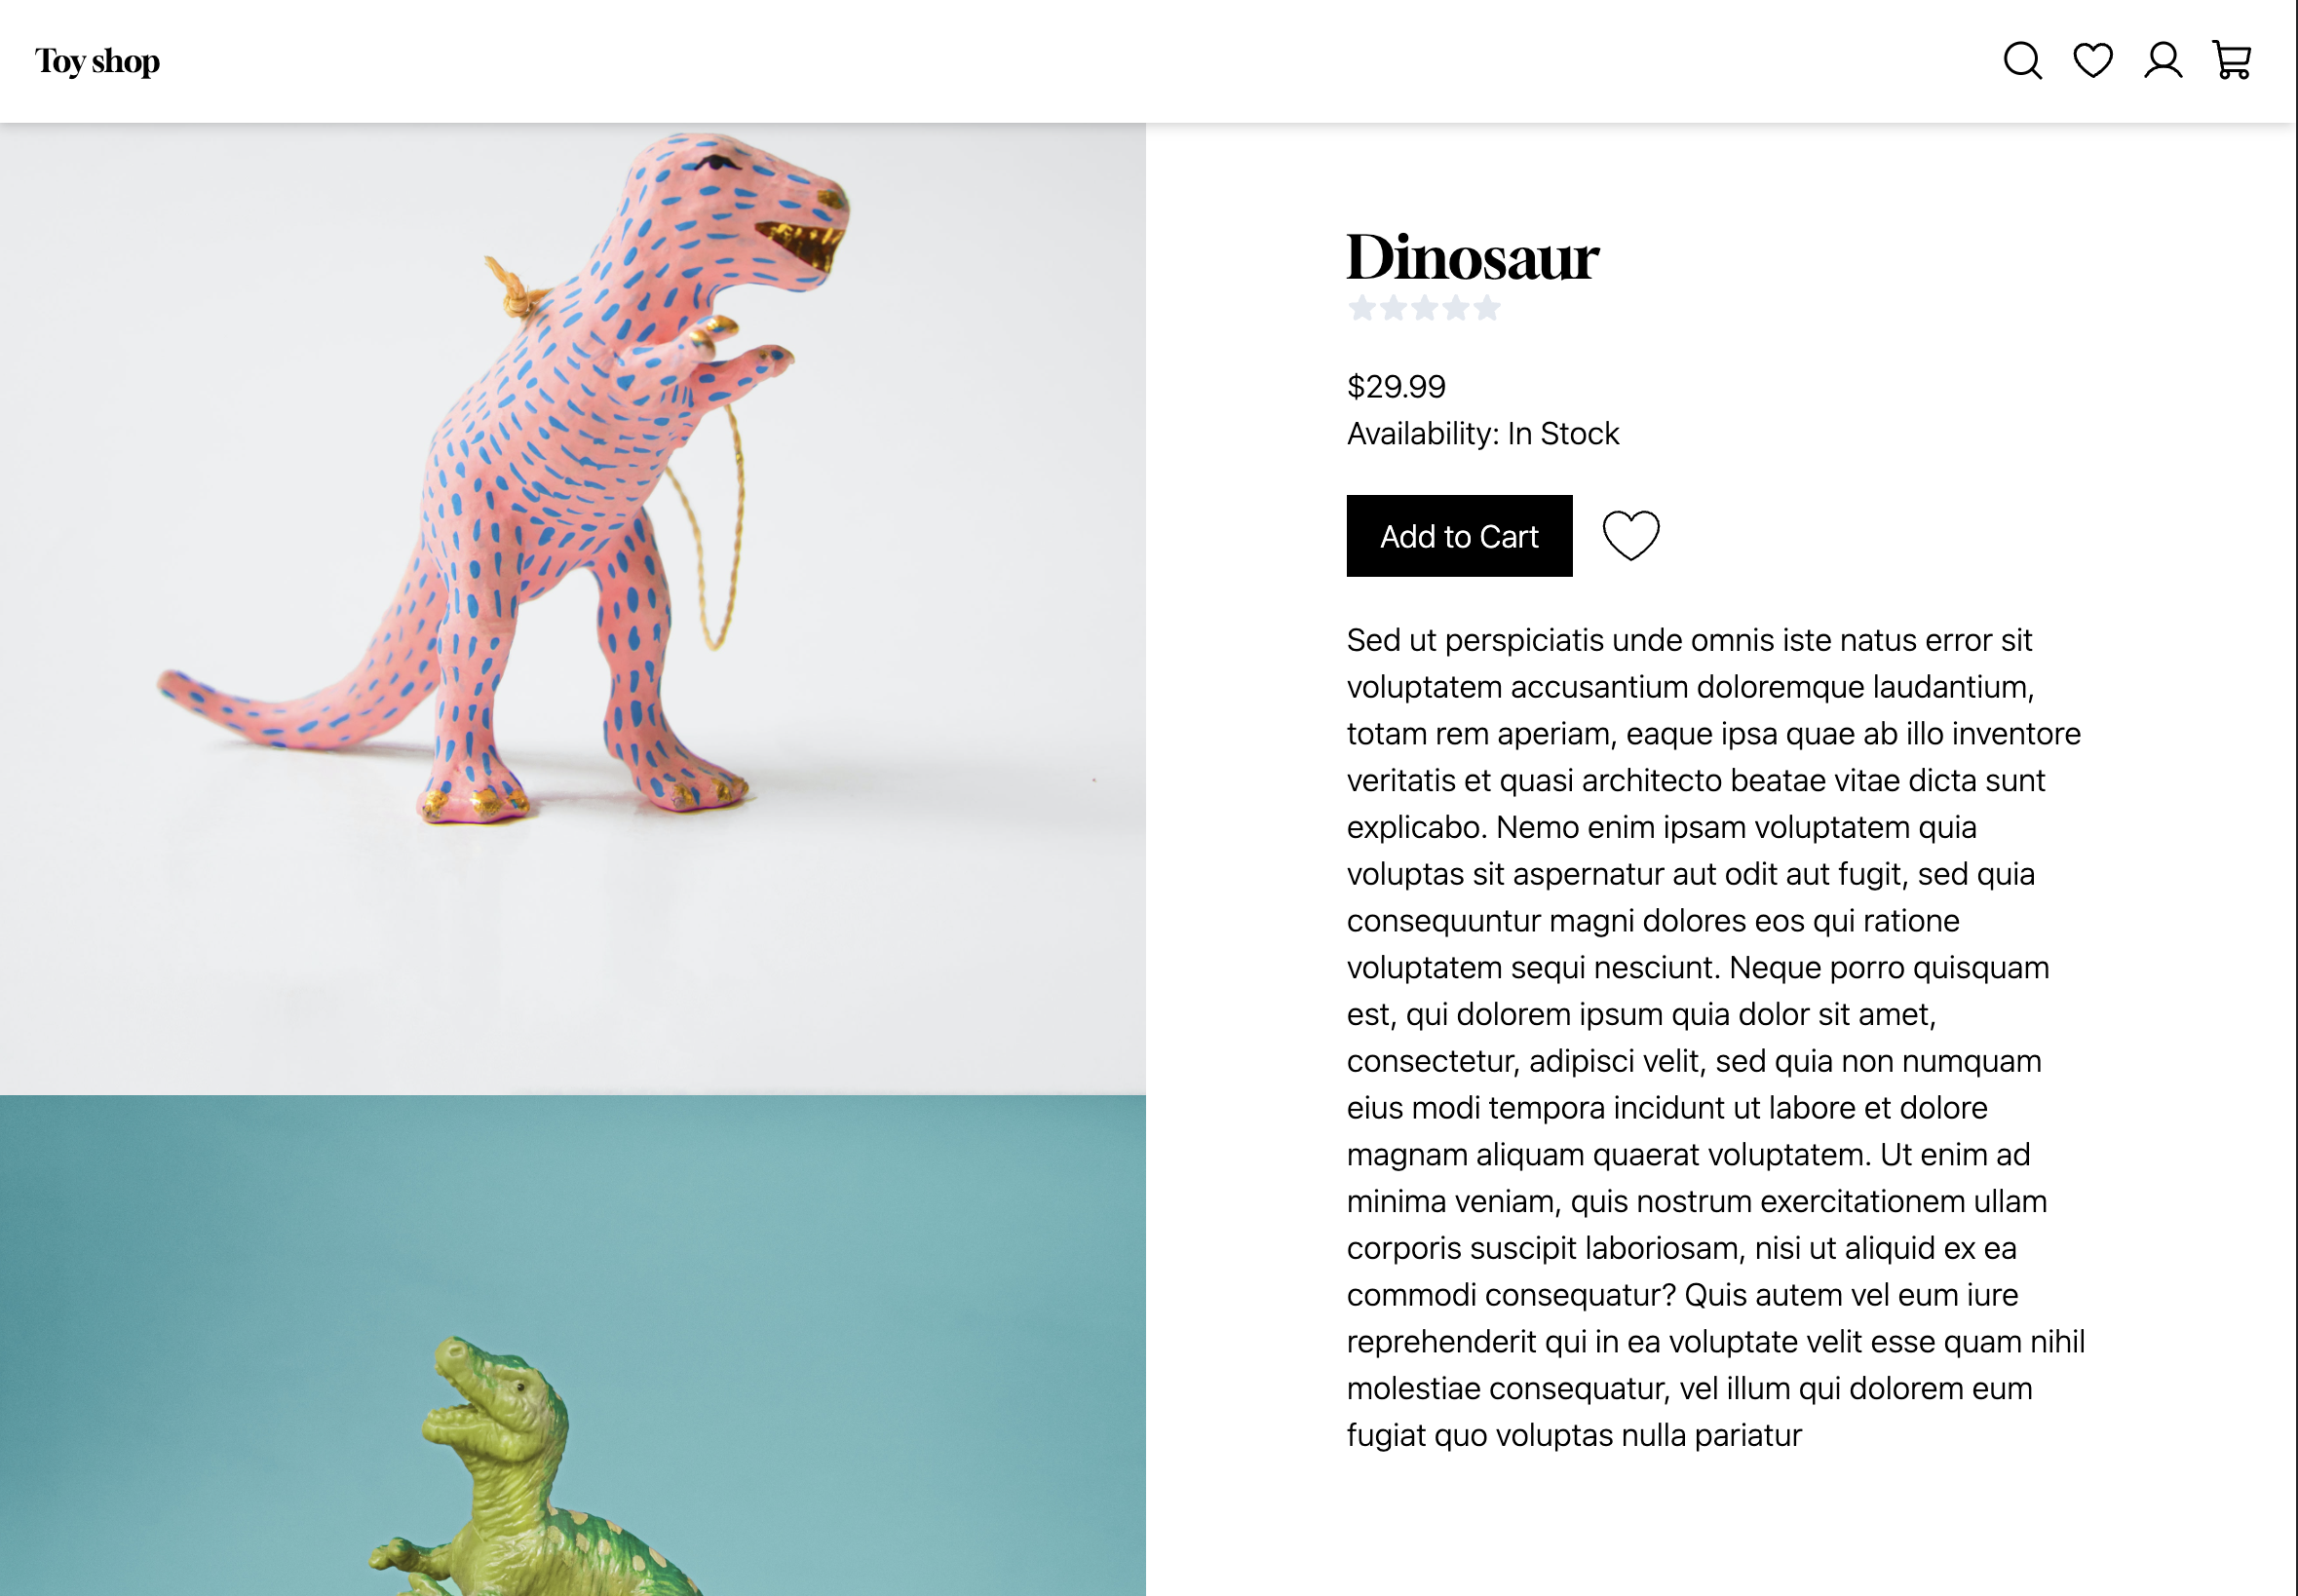 Toy shop
Dinosaur
$29.99
Availability: In Stock
Add to Cart
Sed ut perspiciatis unde omnis iste natus error sit
voluptatem accusantium doloremque laudantium,
totam rem aperiam, eaque ipsa quae ab illo inventore
veritatis et quasi architecto beatae vitae dicta sunt
explicabo. Nemo enim ipsam voluptatem quia
voluptas sit aspernatur aut odit aut fugit, sed quia
consequuntur magni dolores eos qui ratione
voluptatem sequi nesciunt. Neque porro quisquam
est, qui dolorem ipsum quia dolor sit amet,
consectetur, adipisci velit, sed quia non numquam
eius modi tempora incidunt ut labore et dolore
magnam aliquam quaerat voluptatem. Ut enim ad
minima veniam, quis nostrum exercitationem ullam
corporis suscipit laboriosam, nisi ut aliquid ex ea
commodi consequatur? Quis autem vel eum iure
reprehenderit qui in ea voluptate velit esse quam nihil
molestiae consequatur, vel illum qui dolorem eum
fugiat quo voluptas nulla pariatur